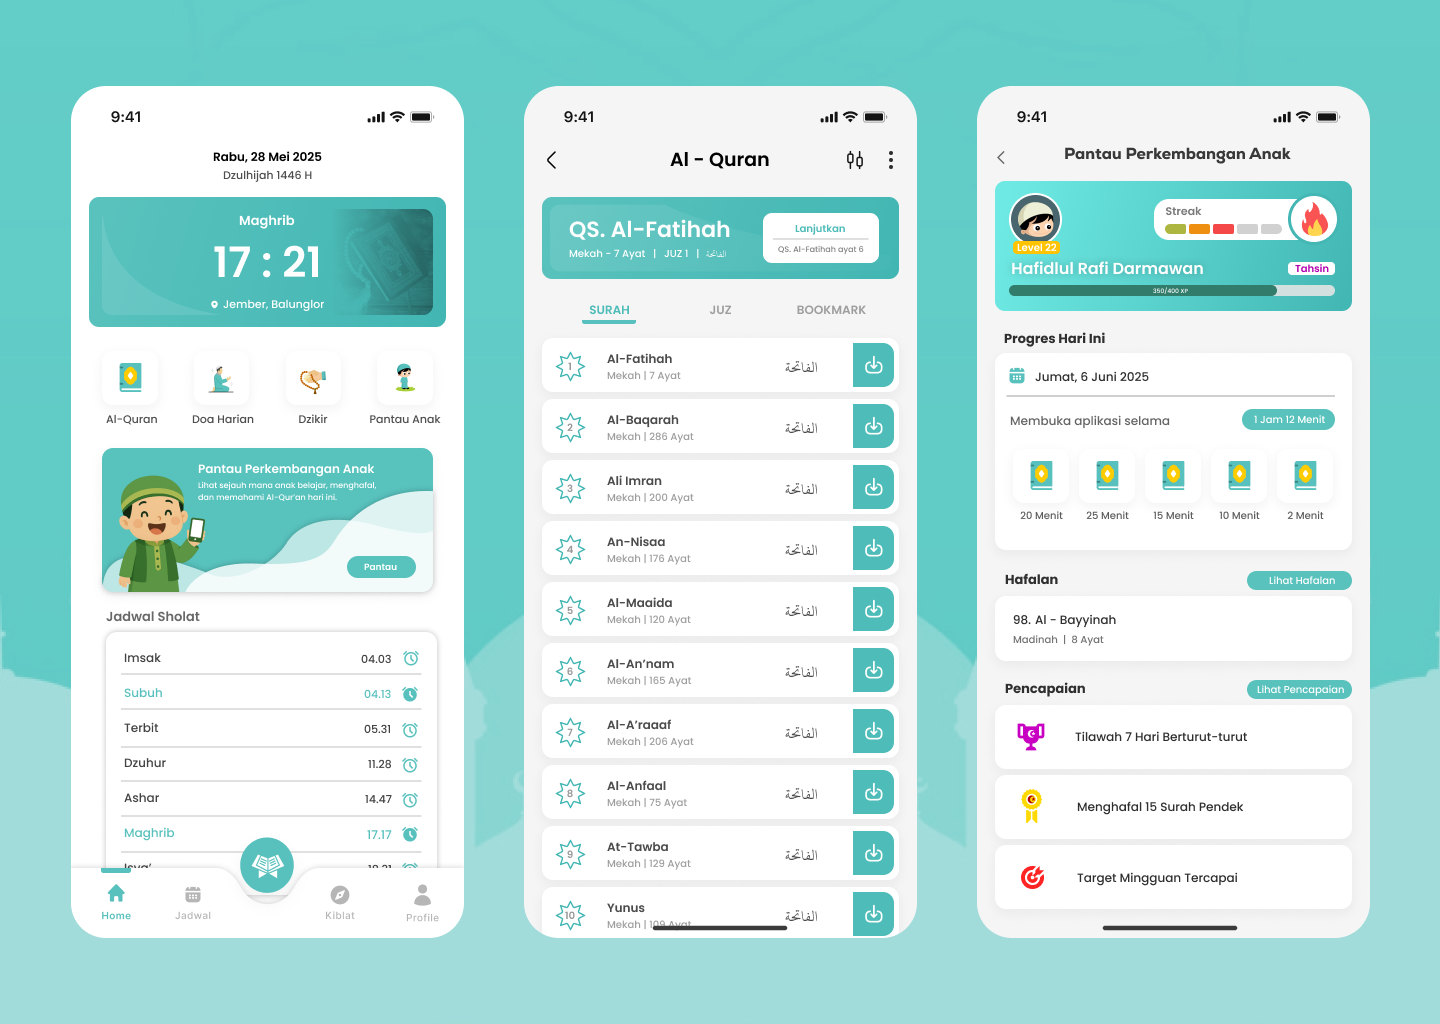 9:41
Rabu, 28 Mei 2025
Dzulhijah 1446 H
Maghrib
17 : 21
Jember, Balunglor
Al-Quran
Doa Harian
Dzikir
Pantau Anak
Pantau Perkembangan Anak
Lihat sejauh mana anak belajar, menghafal,
dan memahami Al-Qur'an hari ini.
Pantau
Jadwal Sholat
Imsak 04.03
Subuh 04.13
Terbit 05.31
Dzuhur 11.28
Ashar 14.47
Maghrib 17.17
Isya'
Home
Jadwal
Kiblat
Profile
9:41
Al - Quran
QS. Al-Fatihah
Mekah - 7 Ayat | JUZ 1 | الفاتحة
Lanjutkan
QS. Al-Fatihah ayat 6
SURAH
JUZ
BOOKMARK
1
Al-Fatihah
Mekah | 7 Ayat
الفاتحة
2
Al-Baqarah
Mekah | 286 Ayat
الفاتحة
3
Ali Imran
Mekah | 200 Ayat
الفاتحة
4
An-Nisaa
Mekah | 176 Ayat
الفاتحة
5
Al-Maaida
Mekah | 120 Ayat
الفاتحة
6
Al-An'nam
Mekah | 165 Ayat
الفاتحة
7
Al-A'raaaf
Mekah | 206 Ayat
الفاتحة
8
Al-Anfaal
Mekah | 75 Ayat
الفاتحة
9
At-Tawba
Mekah | 129 Ayat
الفاتحة
10
Yunus
Mekah | 109 Ayat
الفاتحة
9:41
Pantau Perkembangan Anak
Streak
Level 22
Hafidlul Rafi Darmawan
Tahsin
350/400 XP
Progres Hari Ini
Jumat, 6 Juni 2025
Membuka aplikasi selama
1 Jam 12 Menit
20 Menit
25 Menit
15 Menit
10 Menit
2 Menit
Hafalan
Lihat Hafalan
98. Al - Bayyinah
Madinah | 8 Ayat
Pencapaian
Lihat Pencapaian
Tilawah 7 Hari Berturut-turut
Menghafal 15 Surah Pendek
Target Mingguan Tercapai